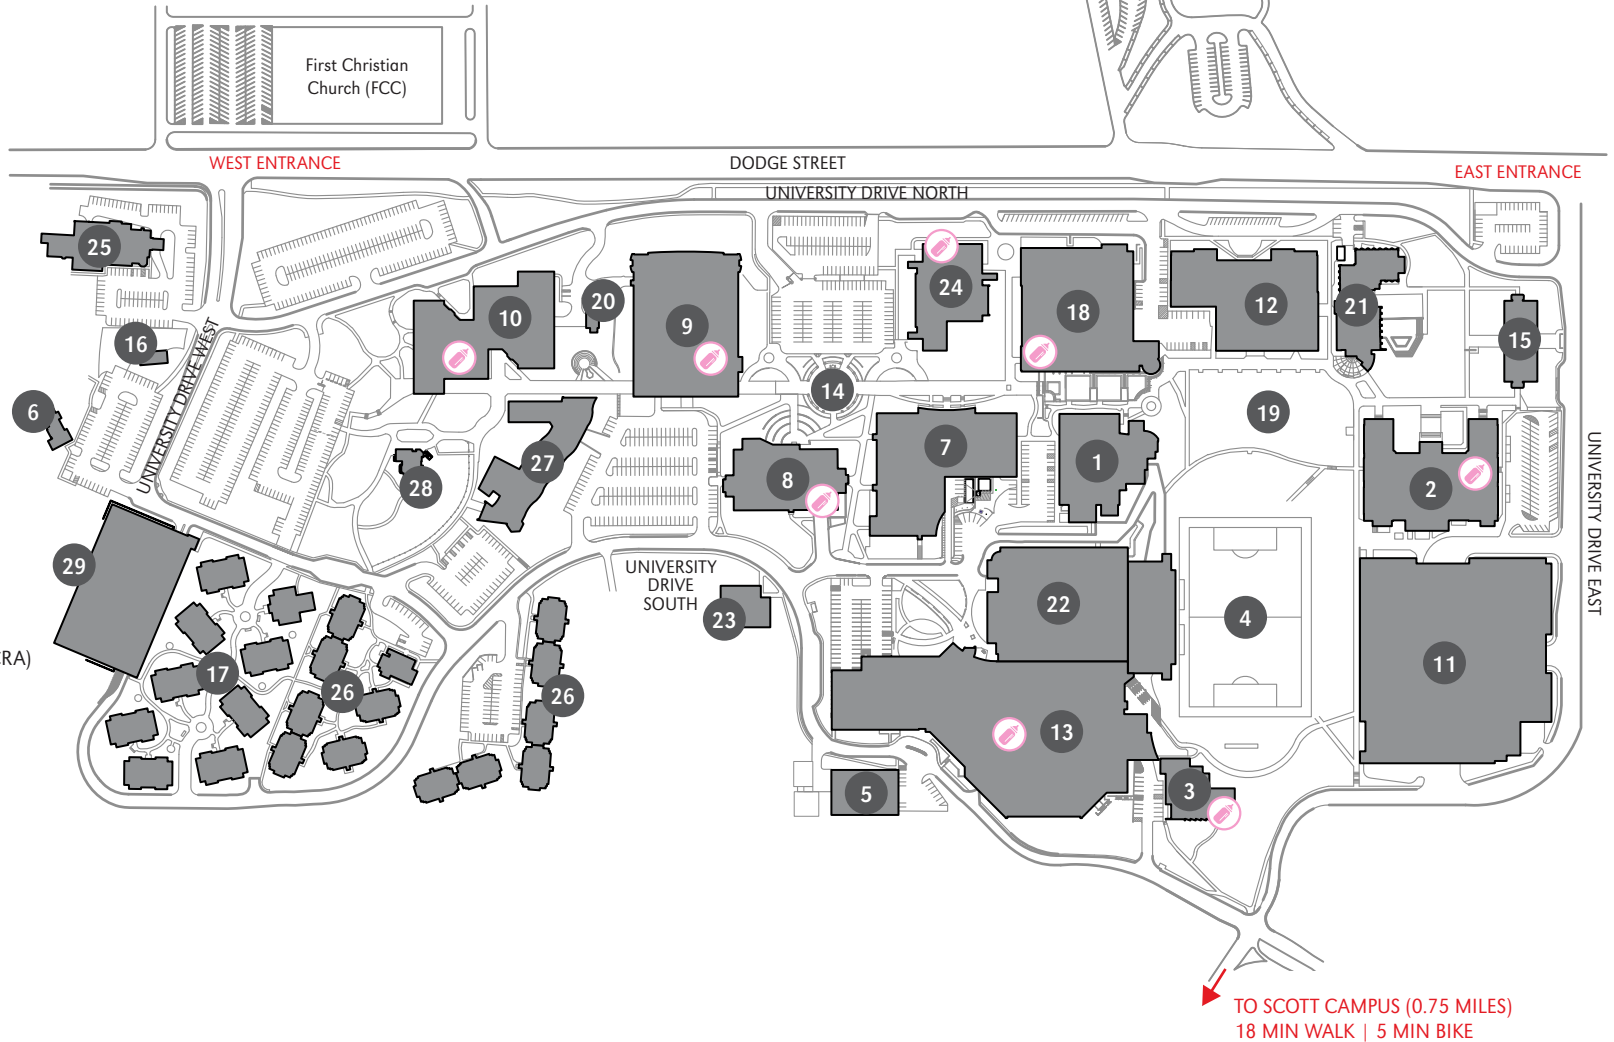 First Christian
Church (FCC)
WEST ENTRANCE
DODGE STREET
EAST ENTRANCE
UNIVERSITY DRIVE NORTH
25
24
20
10
9
18
12
21
15
16
UNIVERSITY DRIVE WEST
14
6
19
7
27
28
8
1
2
UNIVERSITY DRIVE EAST
29
UNIVERSITY
DRIVE
SOUTH
23
22
4
RA)
17
26
26
11
13
5
3
TO SCOTT CAMPUS (0.75 MILES)
18 MIN WALK | 5 MIN BIKE